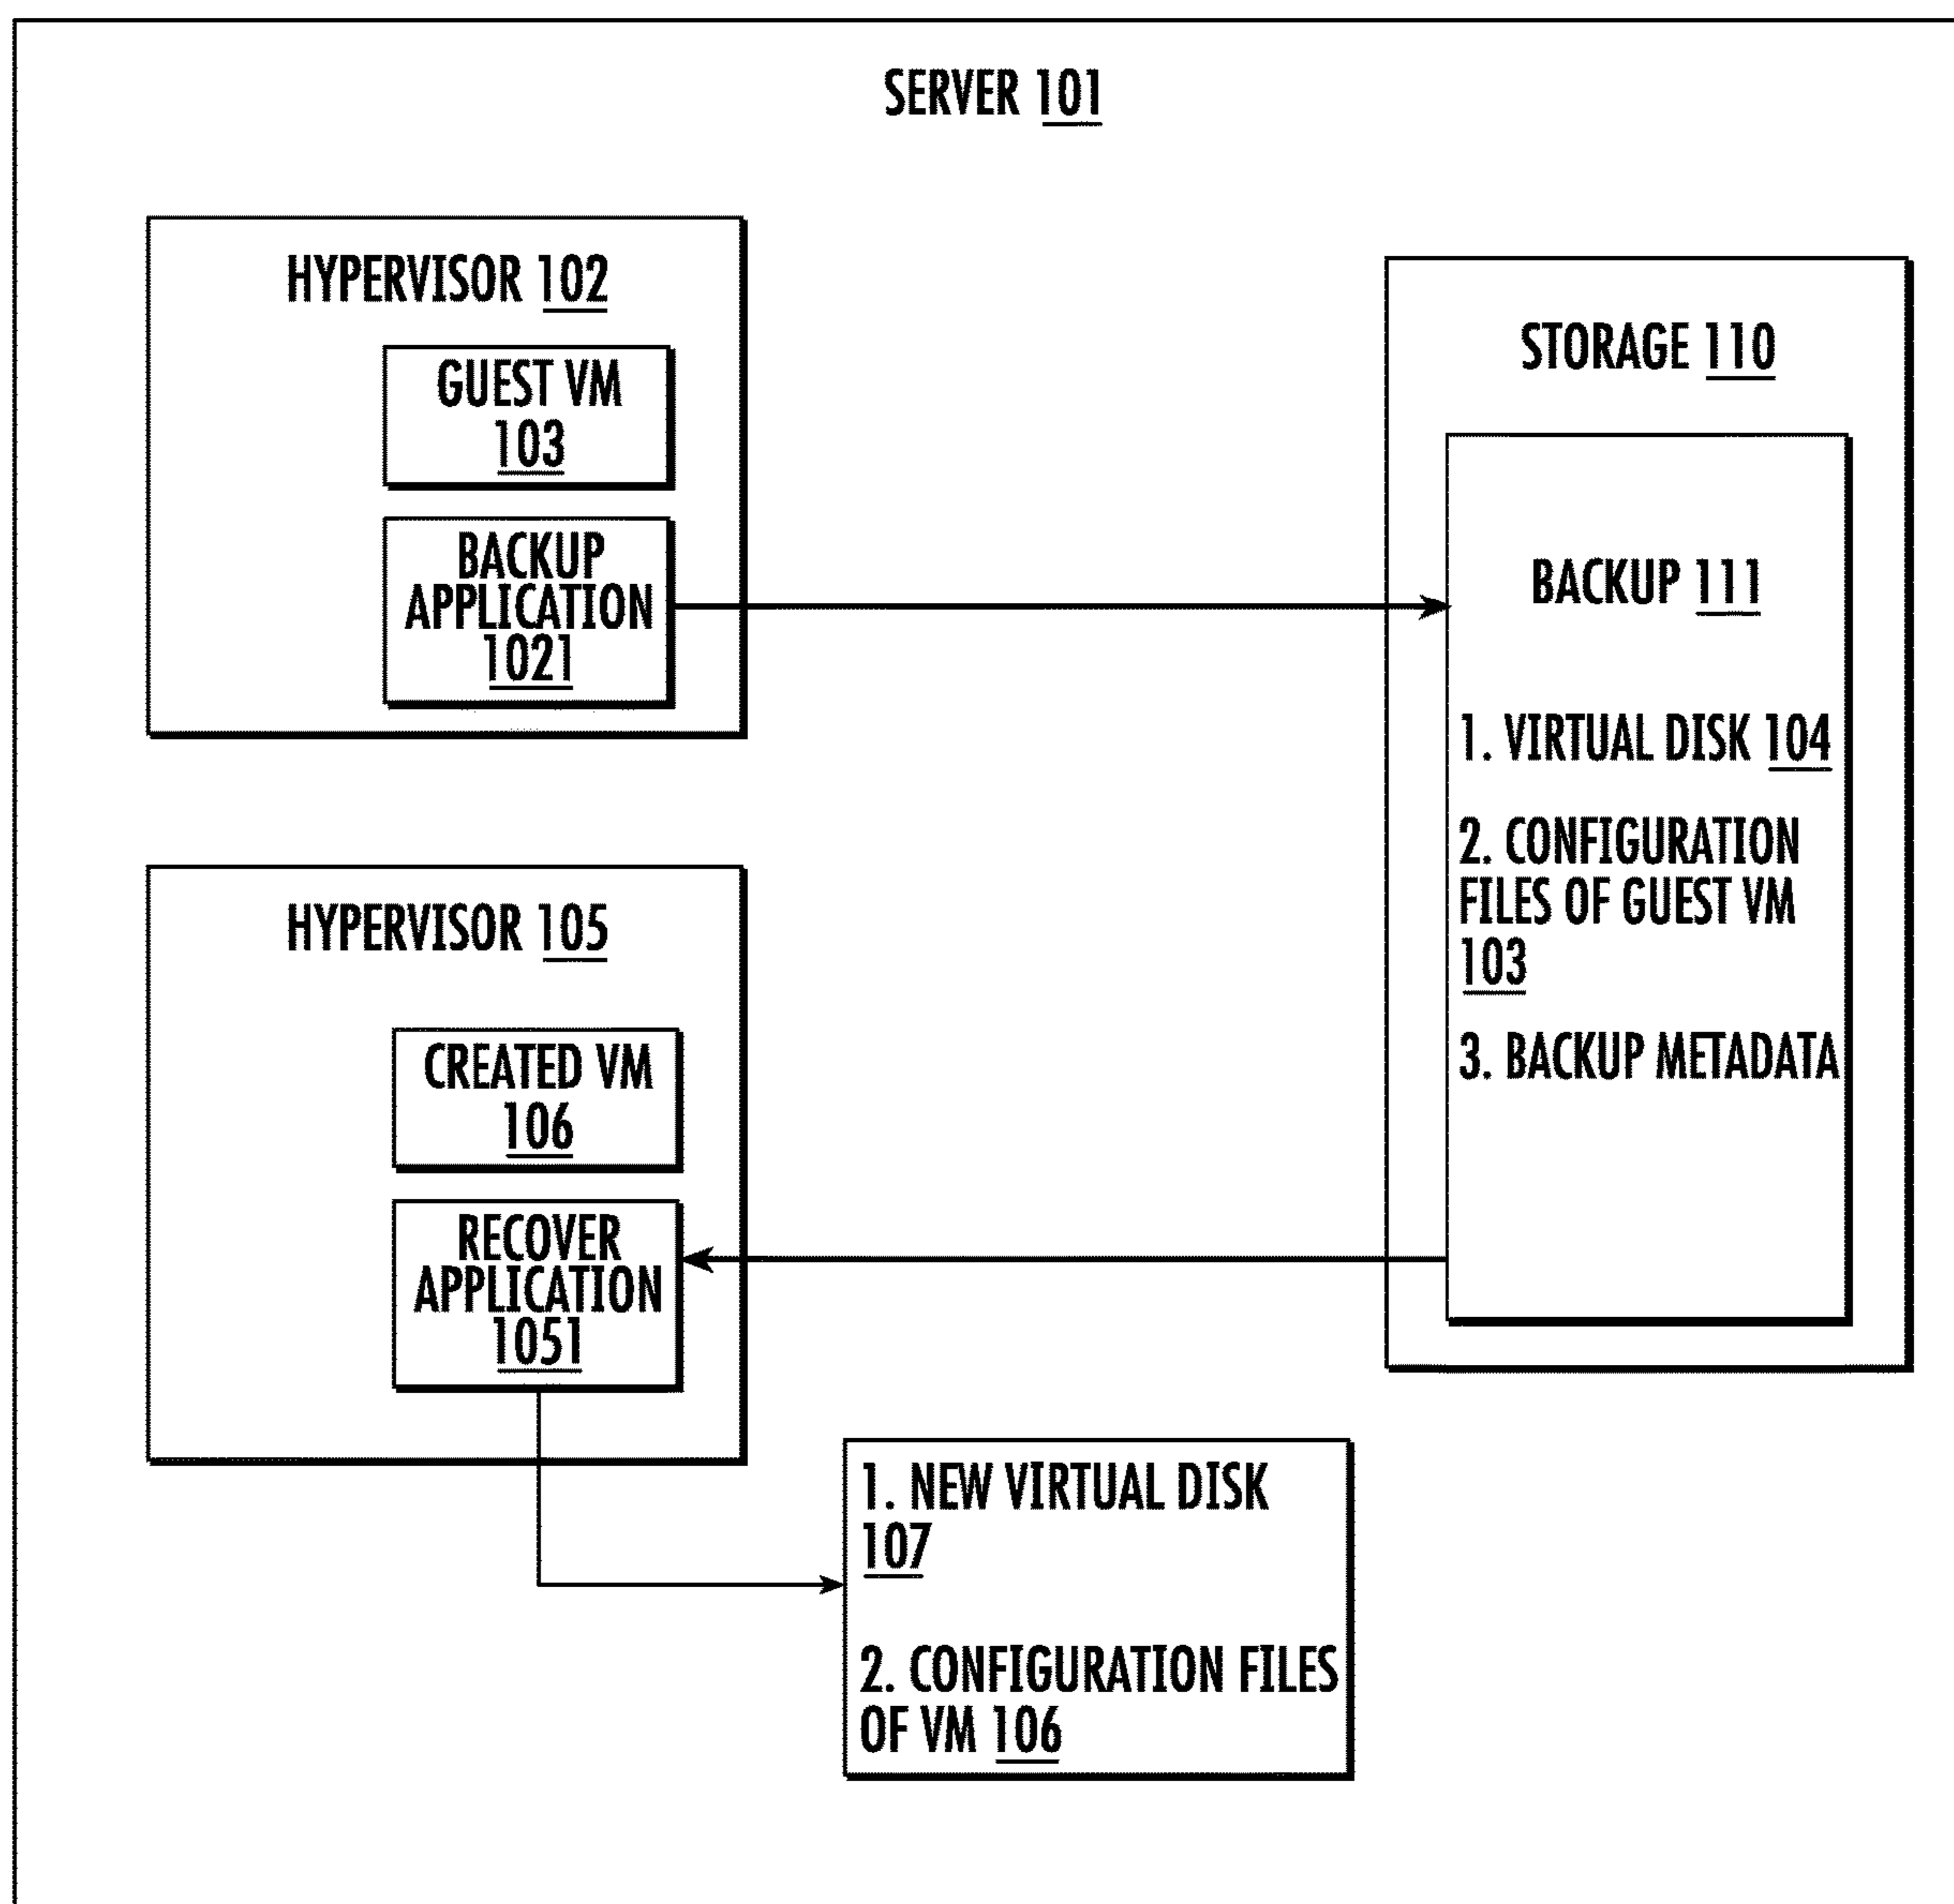 SERVER 101
HYPERVISOR 102
GUEST VM
103
BACKUP
APPLICATION
1021
STORAGE 110
BACKUP 111
1. VIRTUAL DISK 104
2. CONFIGURATION
FILES OF GUEST VM
103
3. BACKUP METADATA
HYPERVISOR 105
CREATED VM
106
RECOVER
APPLICATION
1051
1. NEW VIRTUAL DISK
107
2. CONFIGURATION FILES
OF VM 106